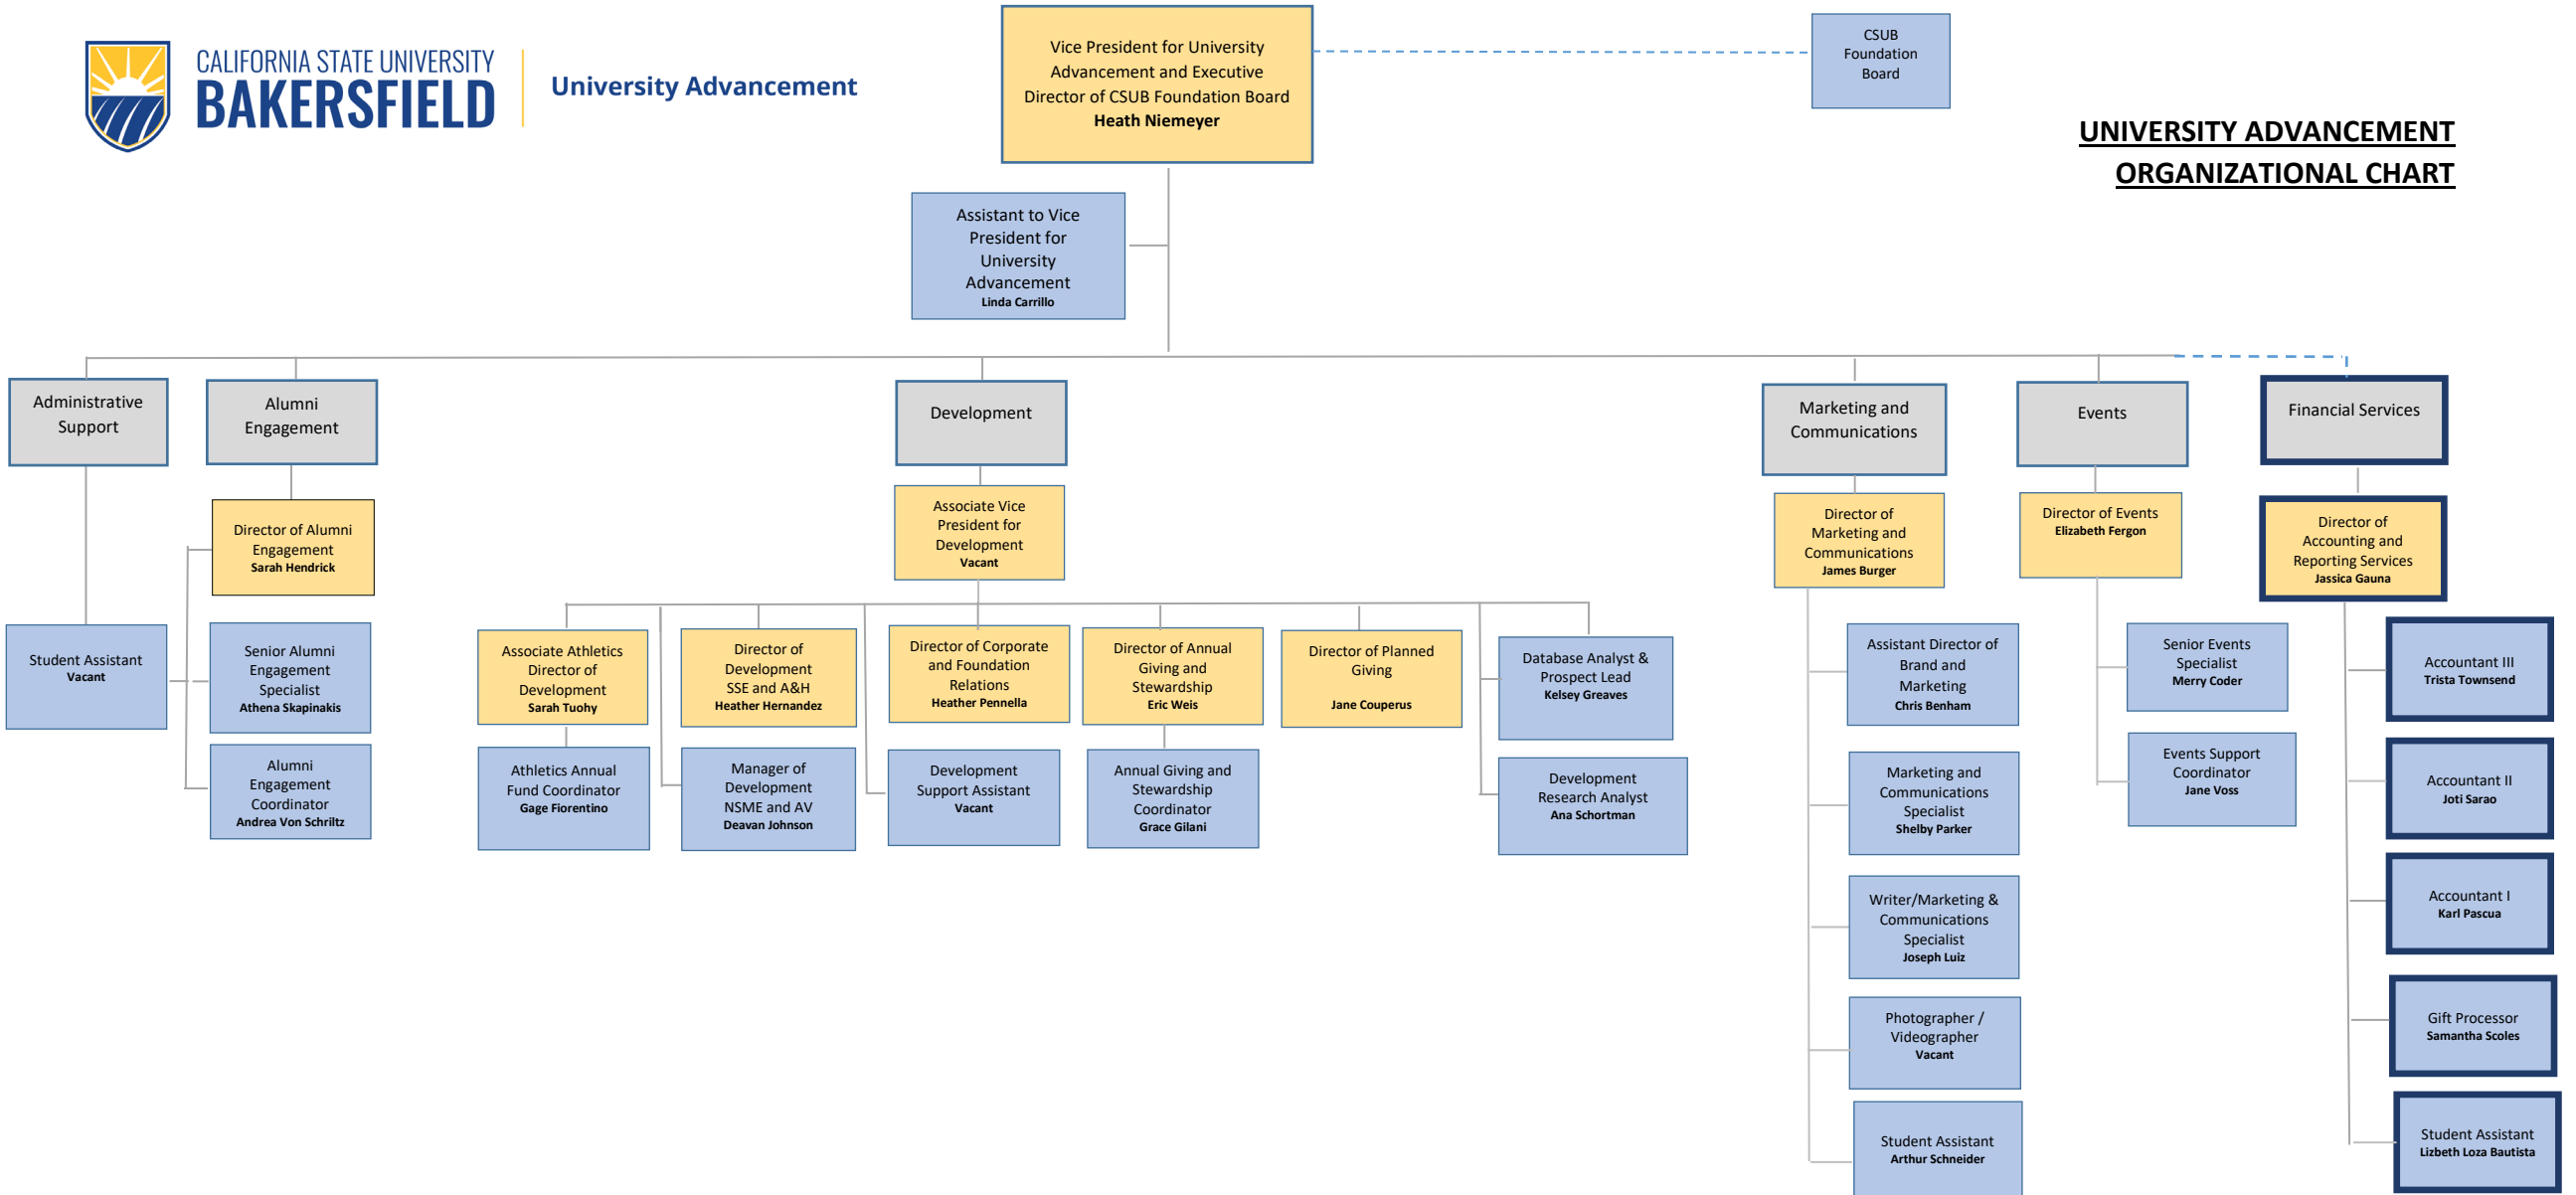 CALIFORNIA STATE UNIVERSITY
BAKERSFIELD
University Advancement
Vice President for University
Advancement and Executive
Director of CSUB Foundation Board
Heath Niemeyer
CSUB
Foundation
Board
UNIVERSITY ADVANCEMENT
ORGANIZATIONAL CHART
Assistant to Vice
President for
University
Advancement
Linda Carrillo
Administrative
Support
Student Assistant
Vacant
Alumni
Engagement
Director of Alumni
Engagement
Sarah Hendrick
Senior Alumni
Engagement
Specialist
Athena Skapinakis
Alumni
Engagement
Coordinator
Andrea Von Schriltz
Development
Associate Vice
President for
Development
Vacant
Associate Athletics
Director of
Development
Sarah Tuohy
Athletics Annual
Fund Coordinator
Gage Fiorentino
Director of
Development
SSE and A&H
Heather Hernandez
Manager of
Development
NSME and AV
Deavan Johnson
Director of Corporate
and Foundation
Relations
Heather Pennella
Development
Support Assistant
Vacant
Director of Annual
Giving and
Stewardship
Eric Weis
Annual Giving and
Stewardship
Coordinator
Grace Gilani
Director of Planned
Giving
Jane Couperus
Database Analyst &
Prospect Lead
Kelsey Greaves
Development
Research Analyst
Ana Schortman
Marketing and
Communications
Director of
Marketing and
Communications
James Burger
Assistant Director of
Brand and
Marketing
Chris Benham
Marketing and
Communications
Specialist
Shelby Parker
Writer/Marketing &
Communications
Specialist
Joseph Luiz
Photographer /
Videographer
Vacant
Student Assistant
Arthur Schneider
Events
Director of Events
Elizabeth Fergon
Senior Events
Specialist
Merry Coder
Events Support
Coordinator
Jane Voss
Financial Services
Director of
Accounting and
Reporting Services
Jassica Gauna
Accountant III
Trista Townsend
Accountant II
Joti Sarao
Accountant I
Karl Pascua
Gift Processor
Samantha Scoles
Student Assistant
Lizbeth Loza Bautista